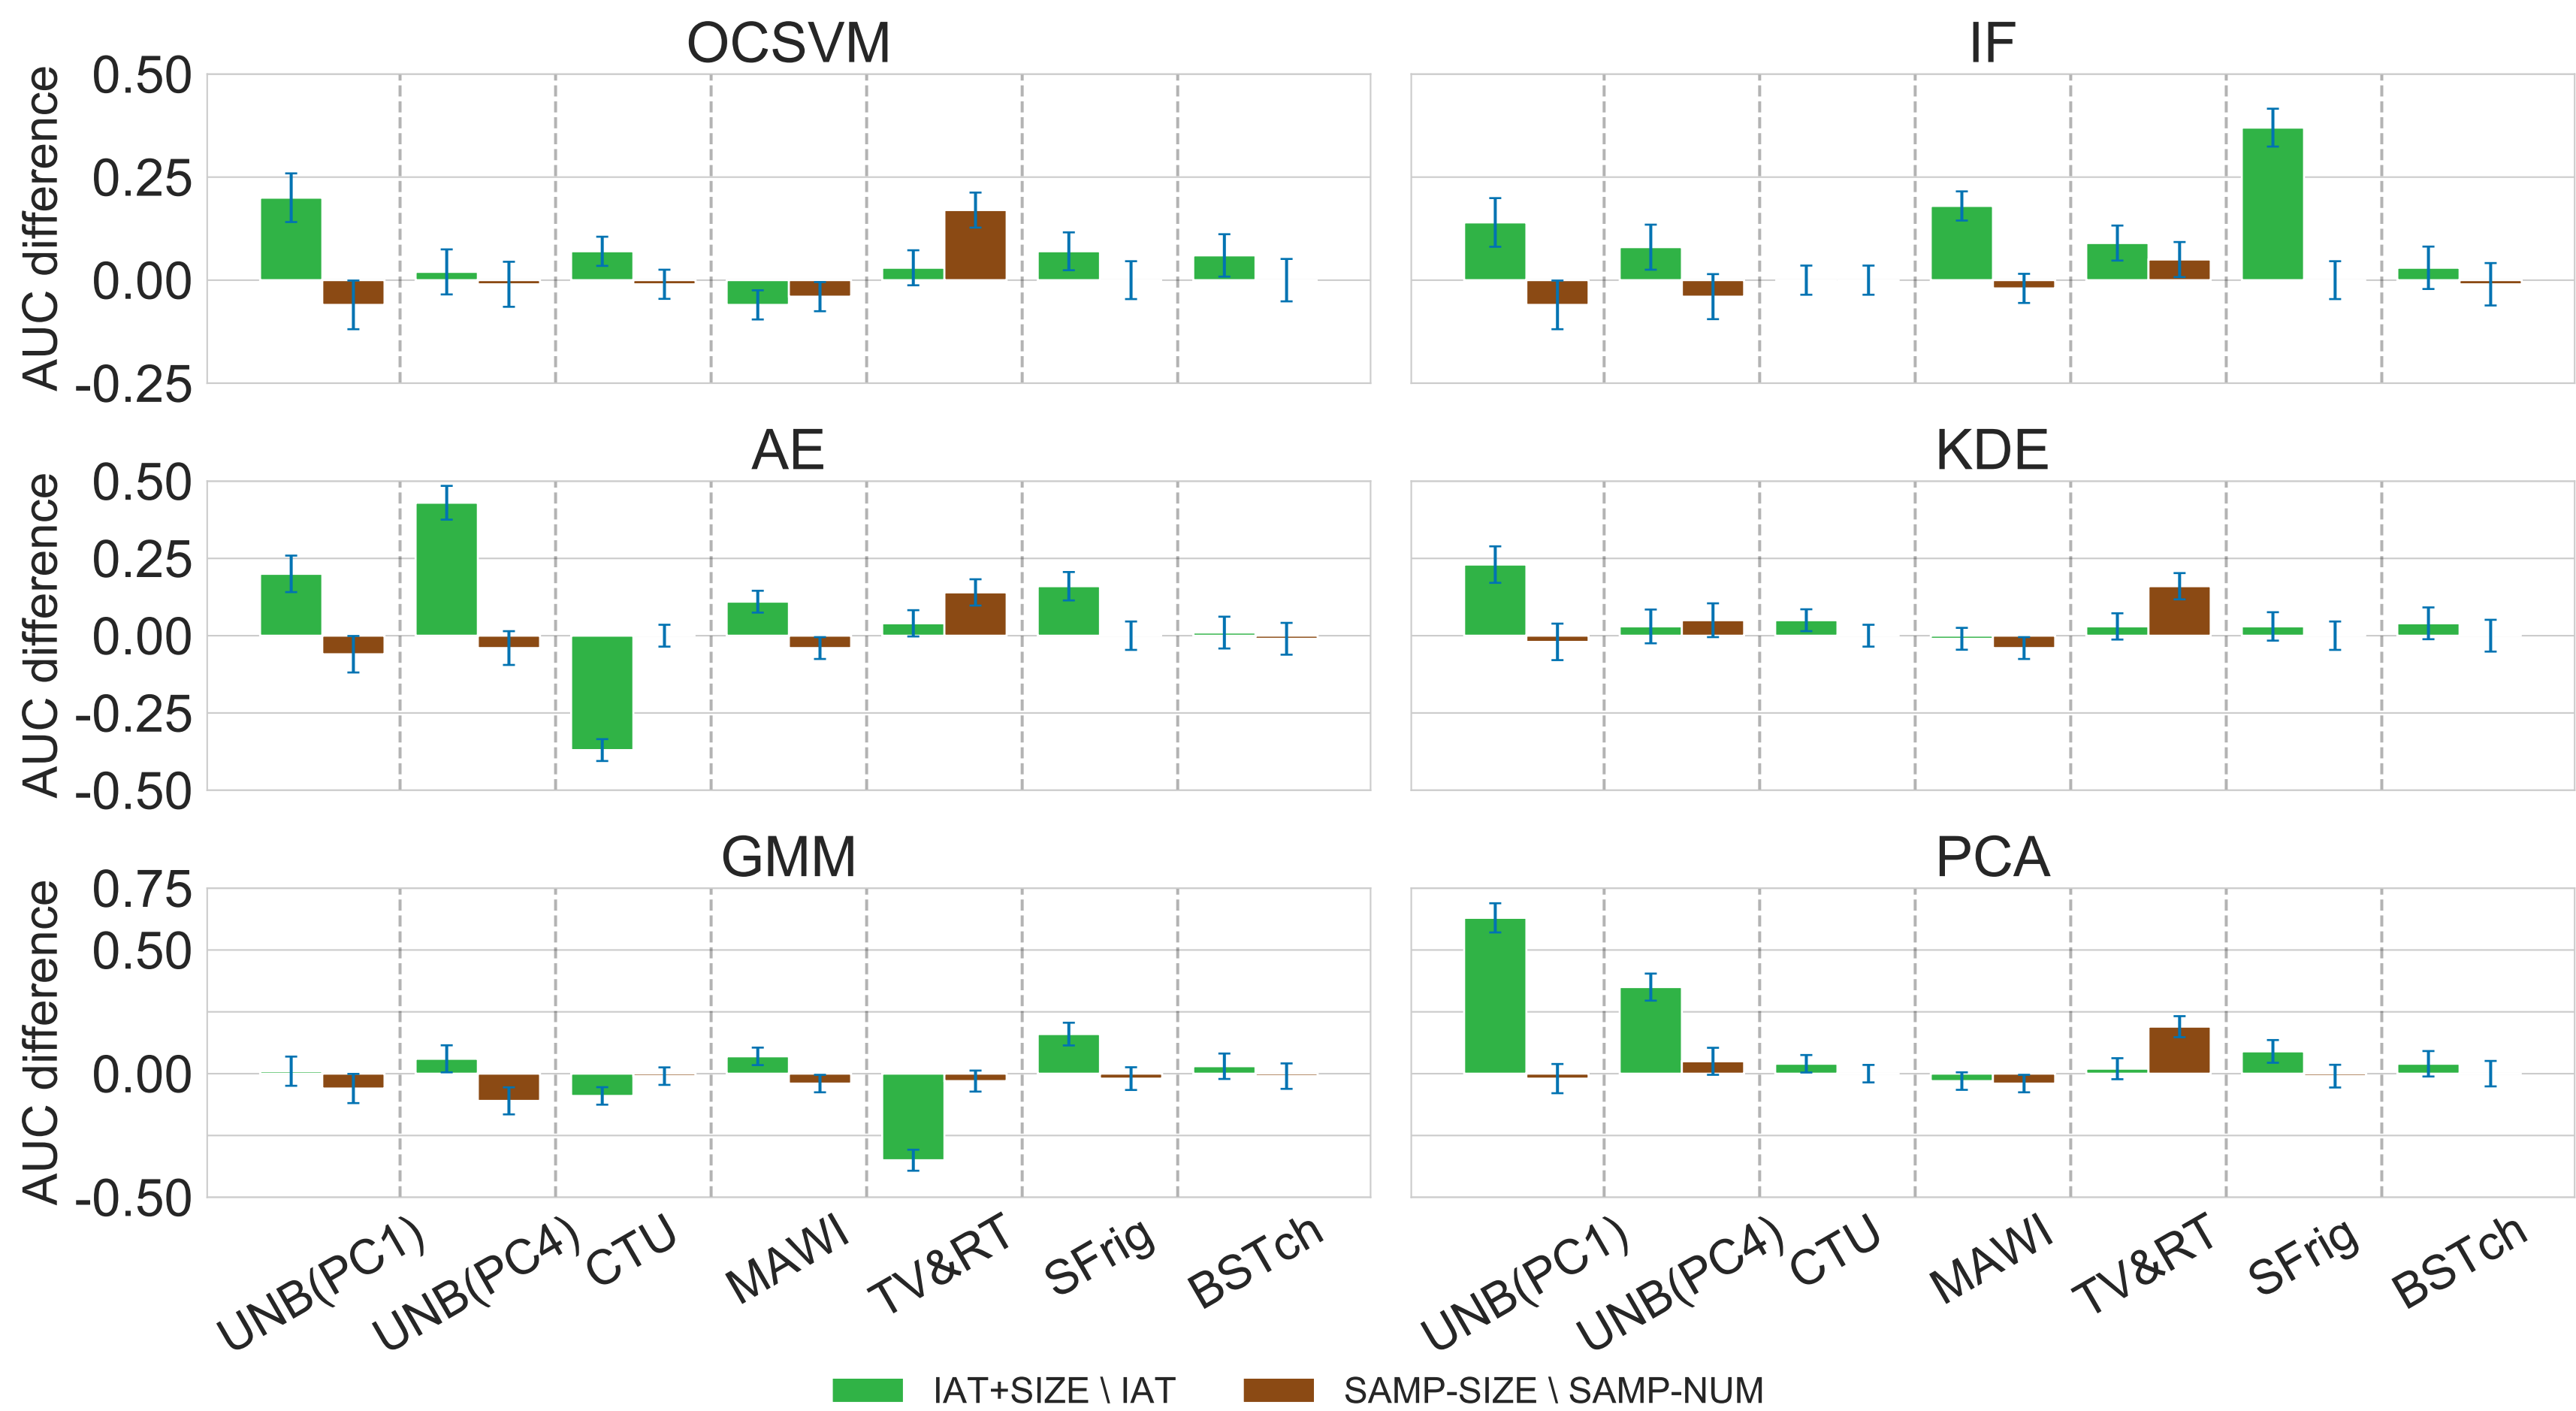 OCSVM
IF
AUC difference
0.50
0.25
0.00
-0.25
AE
KDE
AUC difference
0.50
0.25
0.00
-0.25
-0.50
GMM
PCA
AUC difference
0.75
0.50
0.00
-0.50
UNB(PC1)
UNB(PC4)
CTU
MAWI
TV&RT
SFrig
BSTch
UNB(PC1)
UNB(PC4)
CTU
MAWI
TV&RT
SFrig
BSTch
IAT+SIZE \ IAT
SAMP-SIZE \ SAMP-NUM